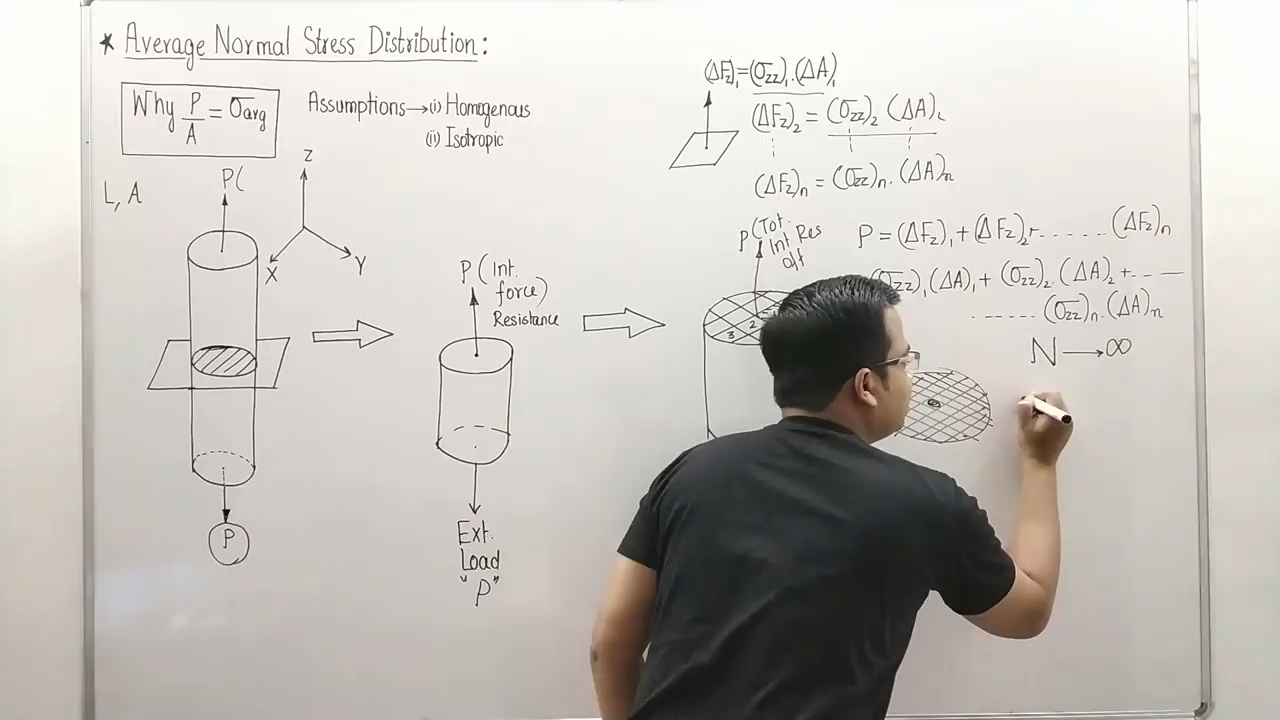 * Average Normal Stress Distribution:
Why P/A = σavg
Assumptions → (i) Homogenous
(ii) Isotropic
L, A
P(
Z
X
Y
P
P (Int.
force)
Resistance
Ext.
Load
"P"
P (Tot.
Int Res
off
3 2
(ΔFz)₁ = (σzz)₁ . (ΔA)₁
(ΔFz)₂ = (σzz)₂ (ΔA)₂
(ΔFz)n = (σzz)n . (ΔA)n
P = (ΔFz)₁ + (ΔFz)₂ + ...... (ΔFz)n
σzz)₁ (ΔA)₁ + (σzz)₂ . (ΔA)₂ + - - —
- - - - - - (σzz)n . (ΔA)n
N → ∞